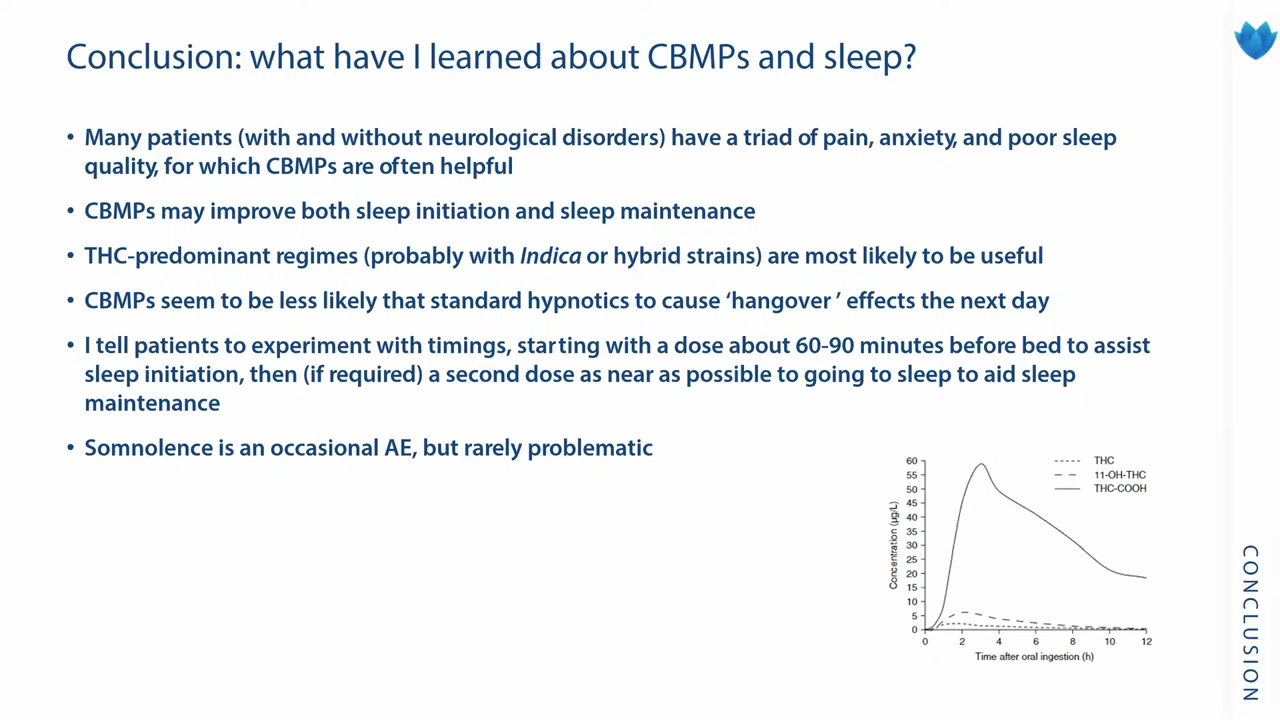 Conclusion: what have I learned about CBMPs and sleep?
• Many patients (with and without neurological disorders) have a triad of pain, anxiety, and poor sleep
quality, for which CBMPs are often helpful
• CBMPs may improve both sleep initiation and sleep maintenance
• THC-predominant regimes (probably with Indica or hybrid strains) are most likely to be useful
• CBMPs seem to be less likely that standard hypnotics to cause ‘hangover ’ effects the next day
• I tell patients to experiment with timings, starting with a dose about 60-90 minutes before bed to assist
sleep initiation, then (if required) a second dose as near as possible to going to sleep to aid sleep
maintenance
• Somnolence is an occasional AE, but rarely problematic
THC
11-OH-THC
THC-COOH
Concentration (µg/L)
60
55
50
45
40
35
30
25
20
15
10
5
0
0 2 4 6 8 10 12
Time after oral ingestion (h)
CONCLUSION